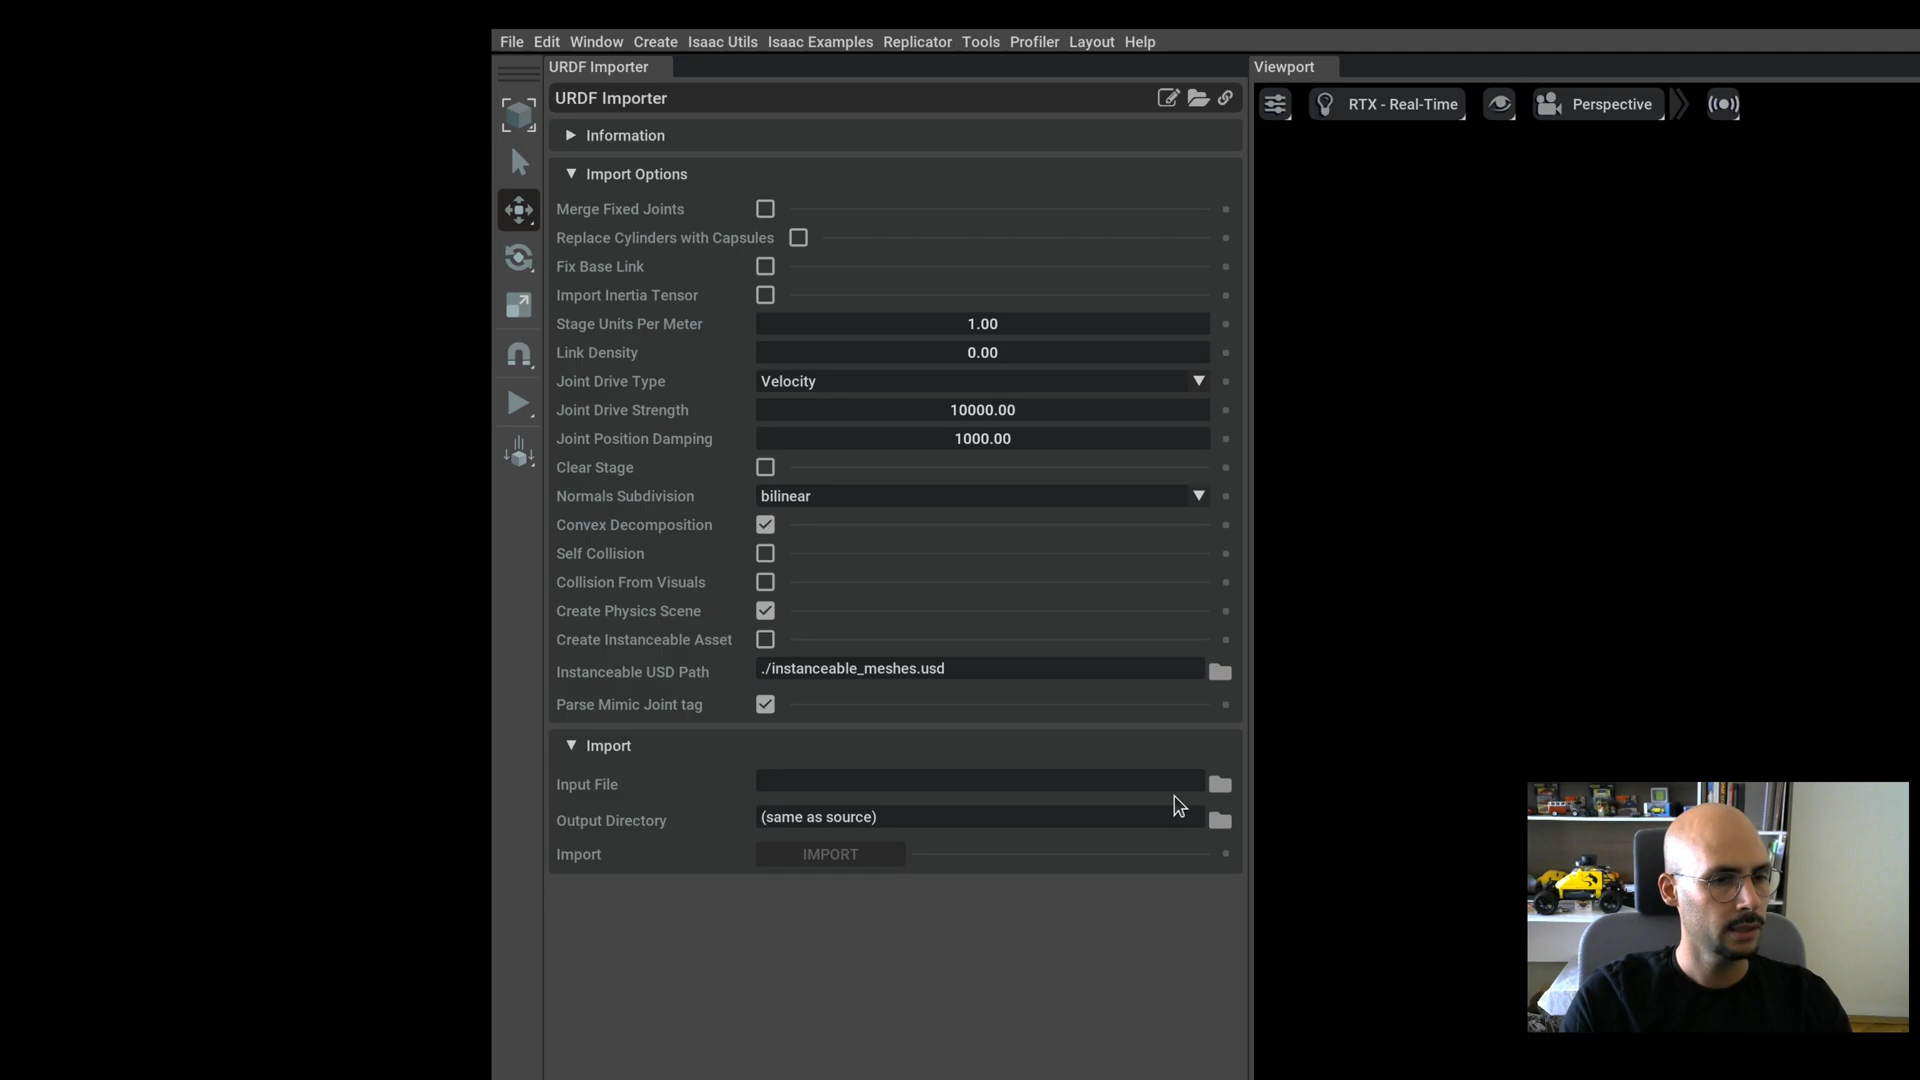 File Edit Window Create Isaac Utils Isaac Examples Replicator Tools Profiler Layout Help
URDF Importer
Viewport
URDF Importer
RTX - Real-Time
Perspective
Information
Import Options
Merge Fixed Joints
Replace Cylinders with Capsules
Fix Base Link
Import Inertia Tensor
Stage Units Per Meter 1.00
Link Density 0.00
Joint Drive Type Velocity
Joint Drive Strength 10000.00
Joint Position Damping 1000.00
Clear Stage
Normals Subdivision bilinear
Convex Decomposition
Self Collision
Collision From Visuals
Create Physics Scene
Create Instanceable Asset
Instanceable USD Path ./instanceable_meshes.usd
Parse Mimic Joint tag
Import
Input File
Output Directory (same as source)
Import IMPORT